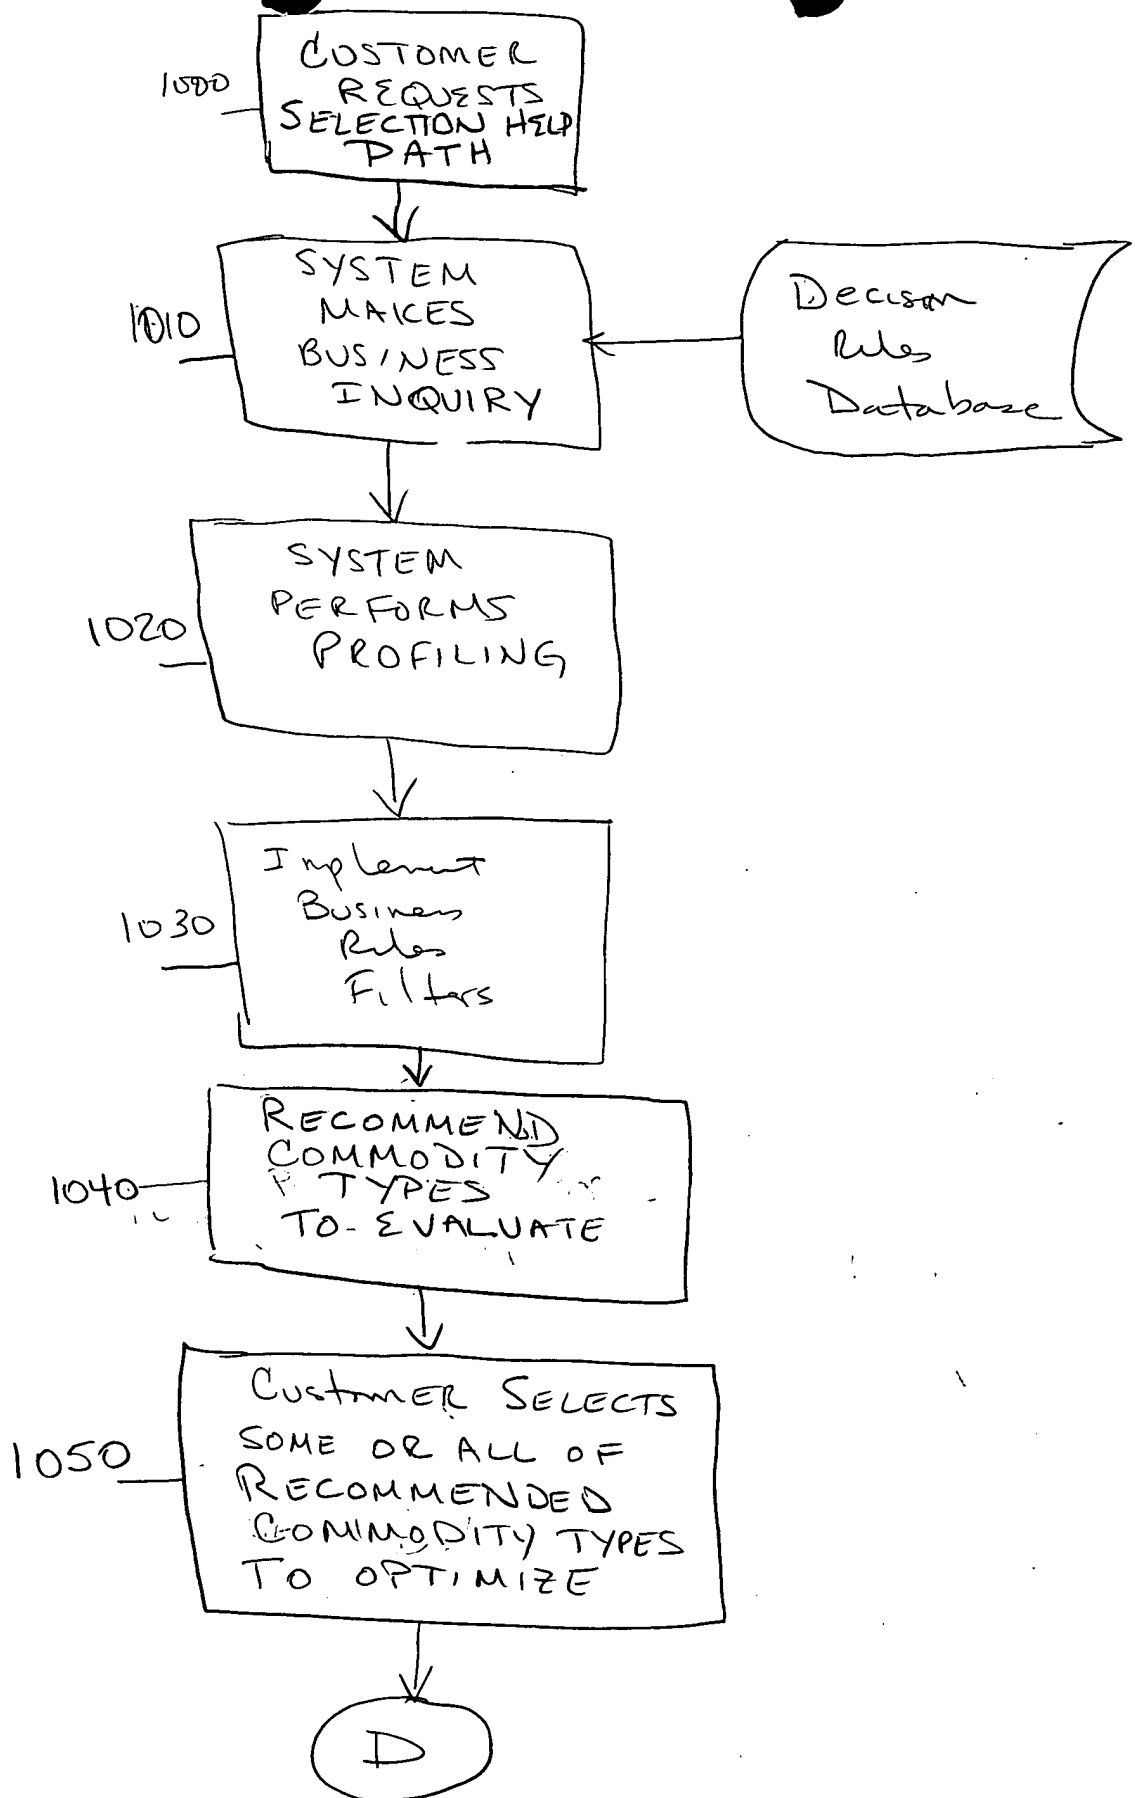 1000
CUSTOMER
REQUESTS
SELECTION HELP
PATH
1010
SYSTEM
MAKES
BUSINESS
INQUIRY
Decision
Rules
Database
1020
SYSTEM
PERFORMS
PROFILING
1030
Implement
Business
Rules
Filters
1040
RECOMMEND
COMMODITY
TYPES
TO EVALUATE
1050
Customer SELECTS
SOME OR ALL OF
RECOMMENDED
COMMODITY TYPES
TO OPTIMIZE
D